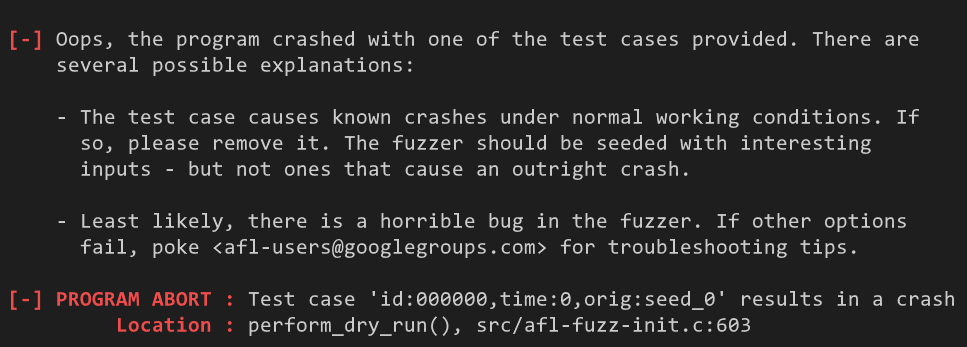 [-] Oops, the program crashed with one of the test cases provided. There are
several possible explanations:
- The test case causes known crashes under normal working conditions. If
so, please remove it. The fuzzer should be seeded with interesting
inputs - but not ones that cause an outright crash.
- Least likely, there is a horrible bug in the fuzzer. If other options
fail, poke <afl-users@googlegroups.com> for troubleshooting tips.
[-] PROGRAM ABORT : Test case 'id:000000,time:0,orig:seed_0' results in a crash
Location : perform_dry_run(), src/afl-fuzz-init.c:603